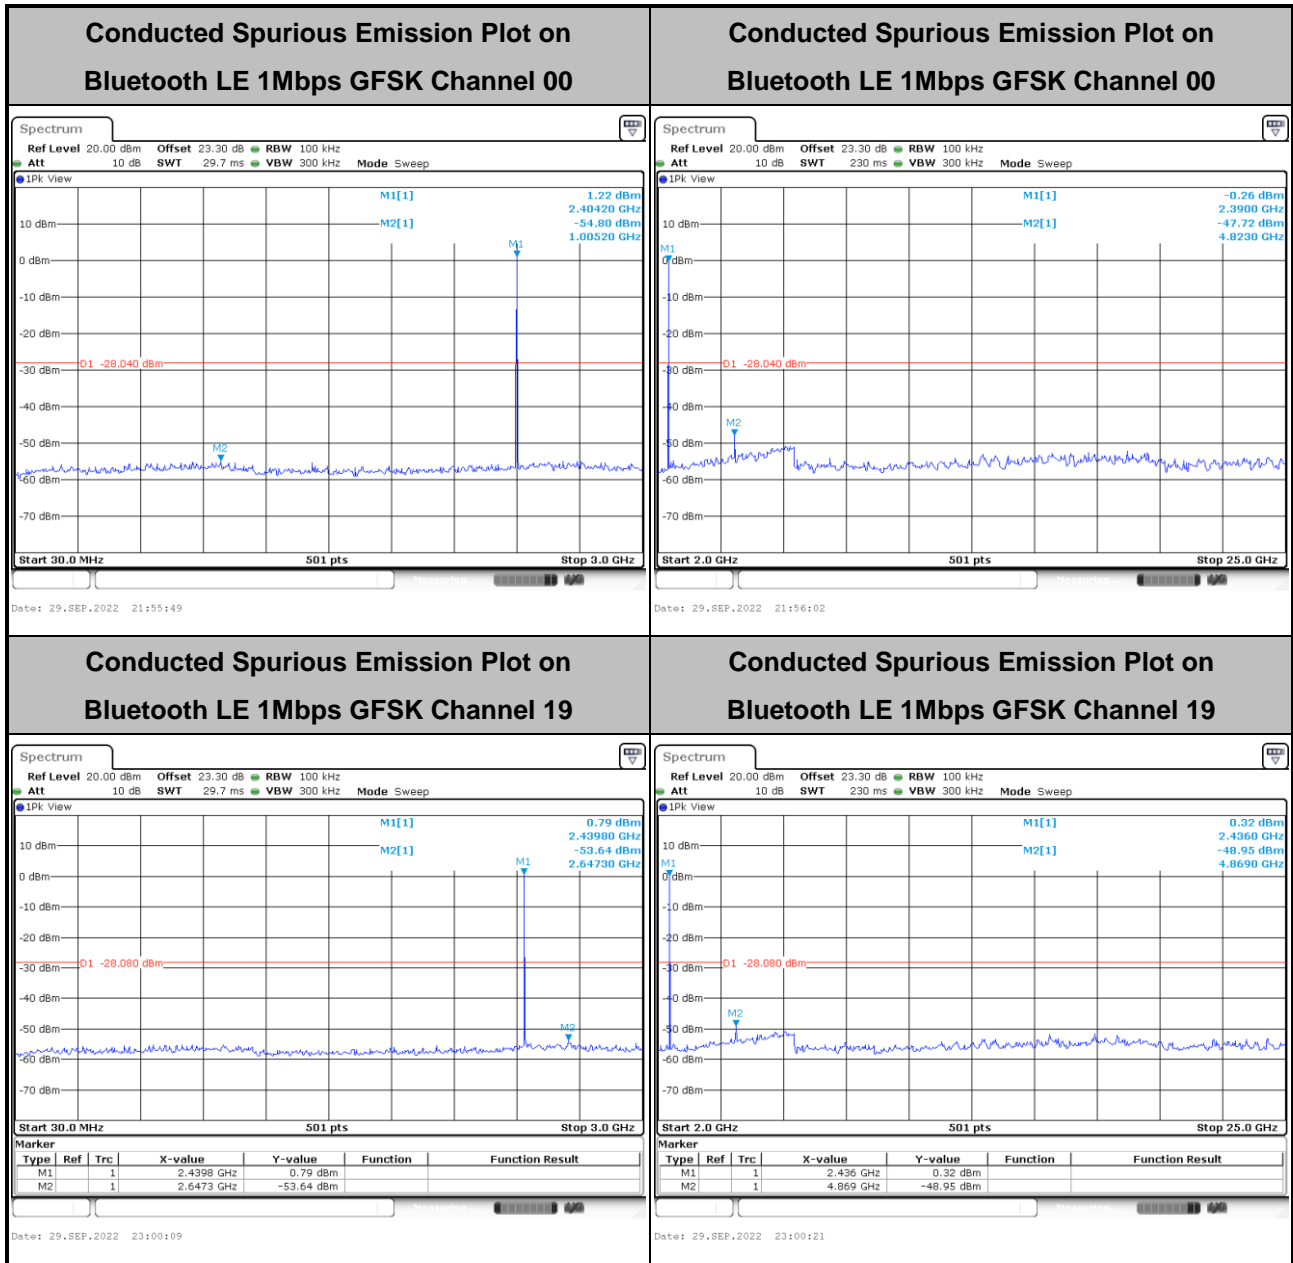 Conducted Spurious Emission Plot on
Bluetooth LE 1Mbps GFSK Channel 00
Spectrum
Ref Level 20.00 dBm Offset 23.30 dB RBW 100 kHz
Att 10 dB SWT 29.7 ms VBW 300 kHz Mode Sweep
1Pk View
M1[1] 1.22 dBm
2.40420 GHz
10 dBm M2[1] -54.80 dBm
1.00520 GHz
M1
0 dBm
-10 dBm
-20 dBm
D1 -28.040 dBm
-30 dBm
-40 dBm
-50 dBm
M2
-60 dBm
-70 dBm
Start 30.0 MHz 501 pts Stop 3.0 GHz
Measuring
Date: 29.SEP.2022 21:55:49
Conducted Spurious Emission Plot on
Bluetooth LE 1Mbps GFSK Channel 00
Spectrum
Ref Level 20.00 dBm Offset 23.30 dB RBW 100 kHz
Att 10 dB SWT 230 ms VBW 300 kHz Mode Sweep
1Pk View
M1[1] -0.26 dBm
2.3900 GHz
10 dBm M2[1] -47.72 dBm
4.8230 GHz
M1
0 dBm
-10 dBm
-20 dBm
D1 -28.040 dBm
-30 dBm
-40 dBm
M2
-50 dBm
-60 dBm
-70 dBm
Start 2.0 GHz 501 pts Stop 25.0 GHz
Measuring
Date: 29.SEP.2022 21:56:02
Conducted Spurious Emission Plot on
Bluetooth LE 1Mbps GFSK Channel 19
Spectrum
Ref Level 20.00 dBm Offset 23.30 dB RBW 100 kHz
Att 10 dB SWT 29.7 ms VBW 300 kHz Mode Sweep
1Pk View
M1[1] 0.79 dBm
2.43980 GHz
10 dBm M2[1] -53.64 dBm
M1 2.64730 GHz
0 dBm
-10 dBm
-20 dBm
D1 -28.080 dBm
-30 dBm
-40 dBm
-50 dBm M2
-60 dBm
-70 dBm
Start 30.0 MHz 501 pts Stop 3.0 GHz
Marker
Type Ref Trc X-value Y-value Function Function Result
M1 1 2.4398 GHz 0.79 dBm
M2 1 2.6473 GHz -53.64 dBm
Measuring
Date: 29.SEP.2022 23:00:09
Conducted Spurious Emission Plot on
Bluetooth LE 1Mbps GFSK Channel 19
Spectrum
Ref Level 20.00 dBm Offset 23.30 dB RBW 100 kHz
Att 10 dB SWT 230 ms VBW 300 kHz Mode Sweep
1Pk View
M1[1] 0.32 dBm
2.4360 GHz
10 dBm M2[1] -48.95 dBm
M1 4.8690 GHz
0 dBm
-10 dBm
-20 dBm
D1 -28.080 dBm
-30 dBm
-40 dBm
M2
-50 dBm
-60 dBm
-70 dBm
Start 2.0 GHz 501 pts Stop 25.0 GHz
Marker
Type Ref Trc X-value Y-value Function Function Result
M1 1 2.436 GHz 0.32 dBm
M2 1 4.869 GHz -48.95 dBm
Measuring
Date: 29.SEP.2022 23:00:21